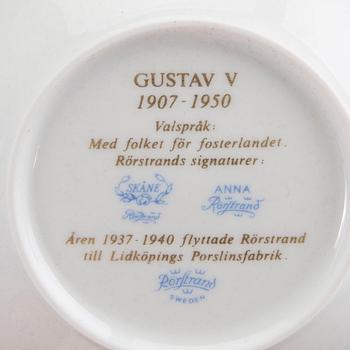 GUSTAV V
1907-1950
Valspråk:
Med folket för fosterlandet.
Rörstrands signaturer:
SKÅNE ANNA
Rörstrand Rörstrand
Åren 1937-1940 flyttade Rörstrand
till Lidköpings Porslinsfabrik.
Rörstrand
SWEDEN